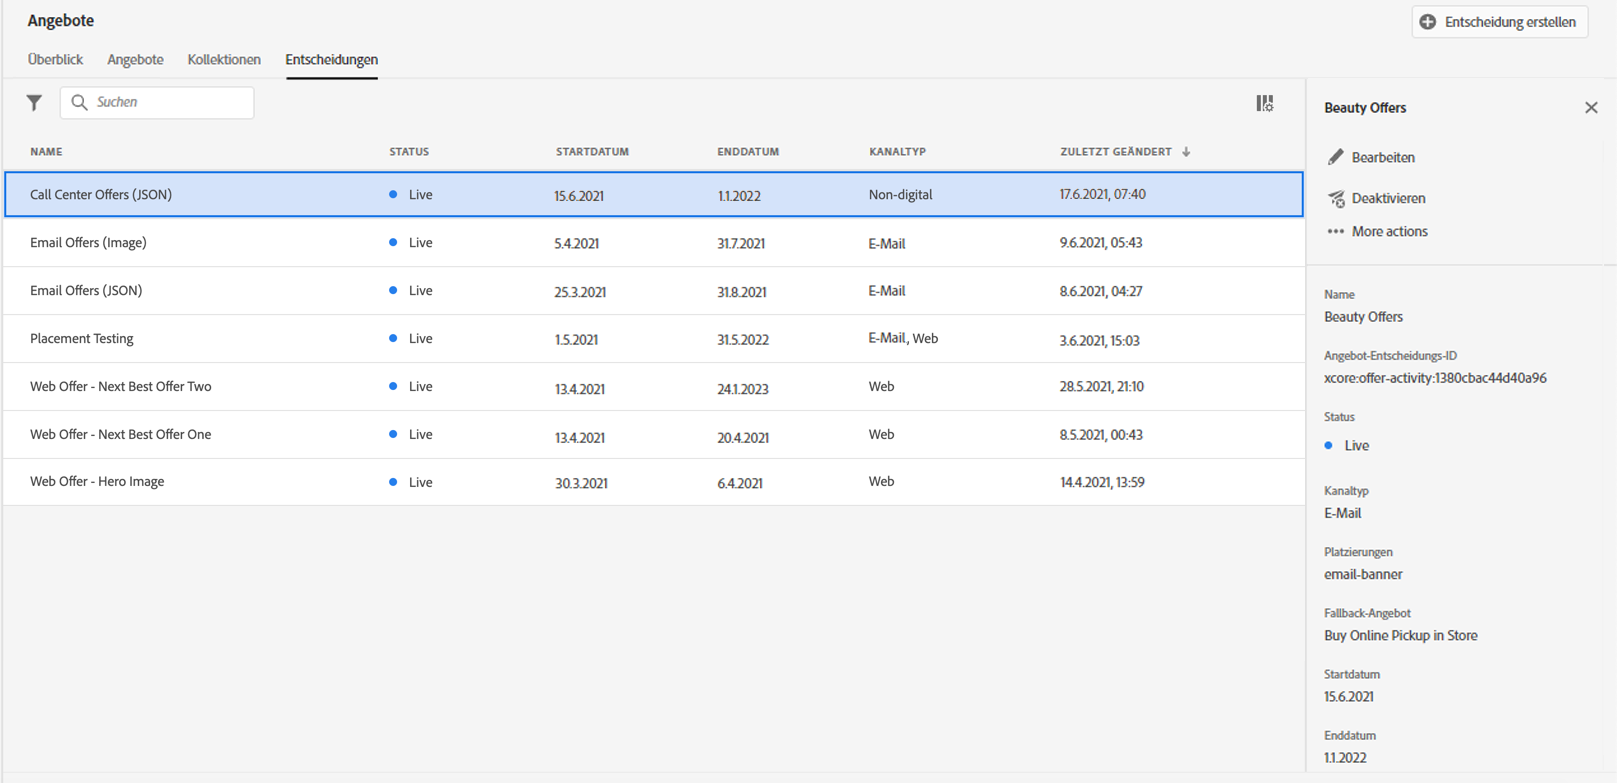 Angebote
Entscheidung erstellen
Überblick Angebote Kollektionen Entscheidungen
Suchen
NAME STATUS STARTDATUM ENDDATUM KANALTYP ZULETZT GEÄNDERT
Call Center Offers (JSON) Live 15.6.2021 1.1.2022 Non-digital 17.6.2021, 07:40
Email Offers (Image) Live 5.4.2021 31.7.2021 E-Mail 9.6.2021, 05:43
Email Offers (JSON) Live 25.3.2021 31.8.2021 E-Mail 8.6.2021, 04:27
Placement Testing Live 1.5.2021 31.5.2022 E-Mail, Web 3.6.2021, 15:03
Web Offer - Next Best Offer Two Live 13.4.2021 24.1.2023 Web 28.5.2021, 21:10
Web Offer - Next Best Offer One Live 13.4.2021 20.4.2021 Web 8.5.2021, 00:43
Web Offer - Hero Image Live 30.3.2021 6.4.2021 Web 14.4.2021, 13:59
Beauty Offers
Bearbeiten
Deaktivieren
More actions
Name
Beauty Offers
Angebot-Entscheidungs-ID
xcore:offer-activity:1380cbac44d40a96
Status
Live
Kanaltyp
E-Mail
Platzierungen
email-banner
Fallback-Angebot
Buy Online Pickup in Store
Startdatum
15.6.2021
Enddatum
1.1.2022